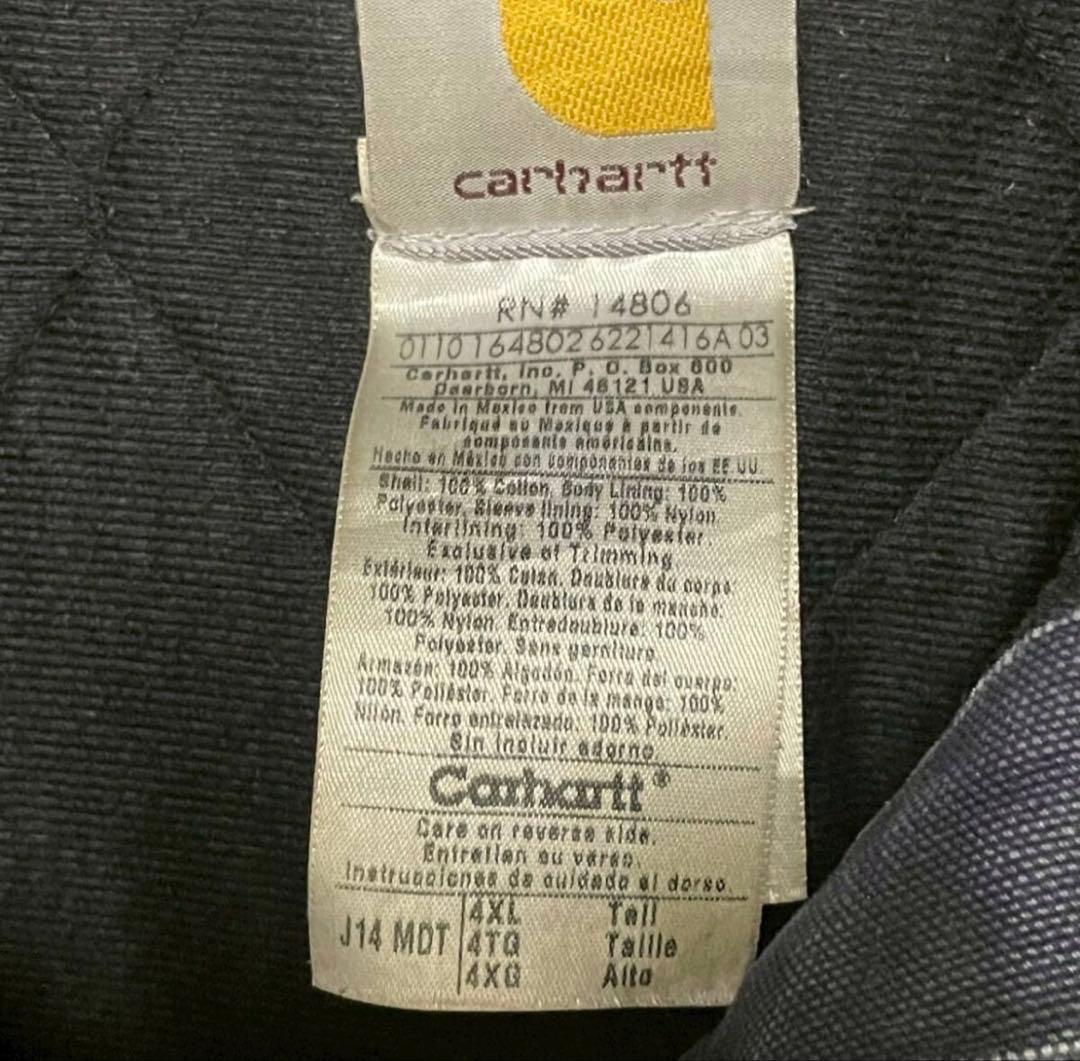 carhartt
RN# 14806
0110164802622 1416A 03
Carhartt, Inc. P. O. Box 600
Dearborn, MI 48121 USA
Made in Mexico from USA components.
Fabriqué au Mexique à partir de
composants américains.
Hecho en México con componentes de los EE.UU.
Shell: 100% Cotton, Body Lining: 100%
Polyester, Sleeve lining: 100% Nylon
Interlining: 100% Polyester
Exclusive of Trimming
Extérieur: 100% Coton. Doublure du corps
100% Polyester. Doublure de la manche:
100% Nylon. Entredoublure: 100%
Polyester. Sans garniture
Armazón: 100% Algodón. Forro del cuerpo:
100% Poliéster. Forro de la manga: 100%
Nilón. Forro entrelazado: 100% Poliéster.
Sin incluir adorno
Carhartt®
Care on reverse side.
Entretien au verso.
Instrucciones de cuidado al dorso.
J14 MDT
4XL Tall
4TG Taille
4XG Alto